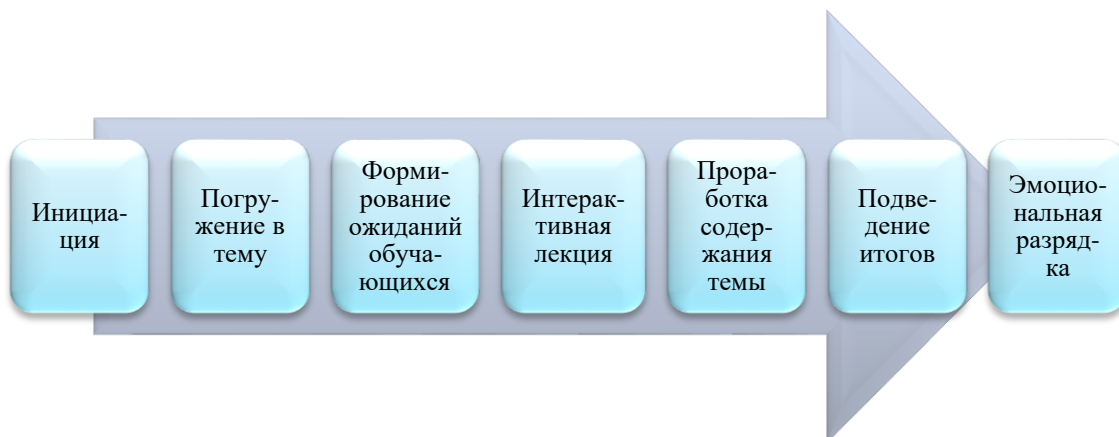 Инициа-
ция
Погру-
жение в
тему
Форми-
рование
ожиданий
обуча-
ющихся
Интерак-
тивная
лекция
Прора-
ботка
содер-
жания
темы
Подве-
дение
итогов
Эмоцио-
нальная
разряд-
ка